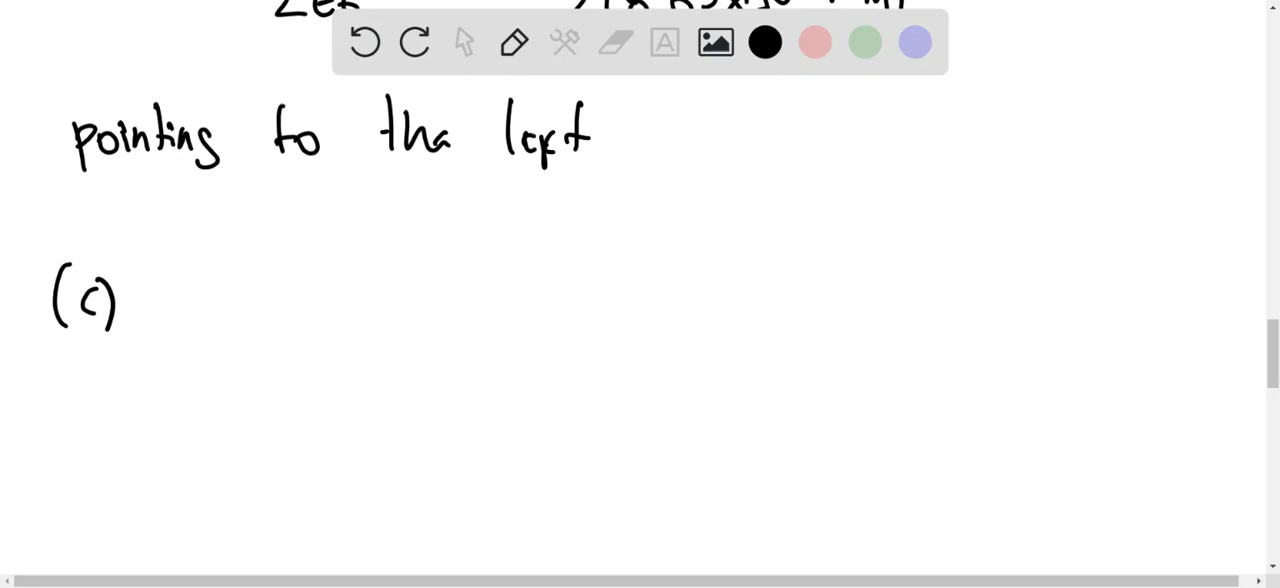 pointing to the left
(c)